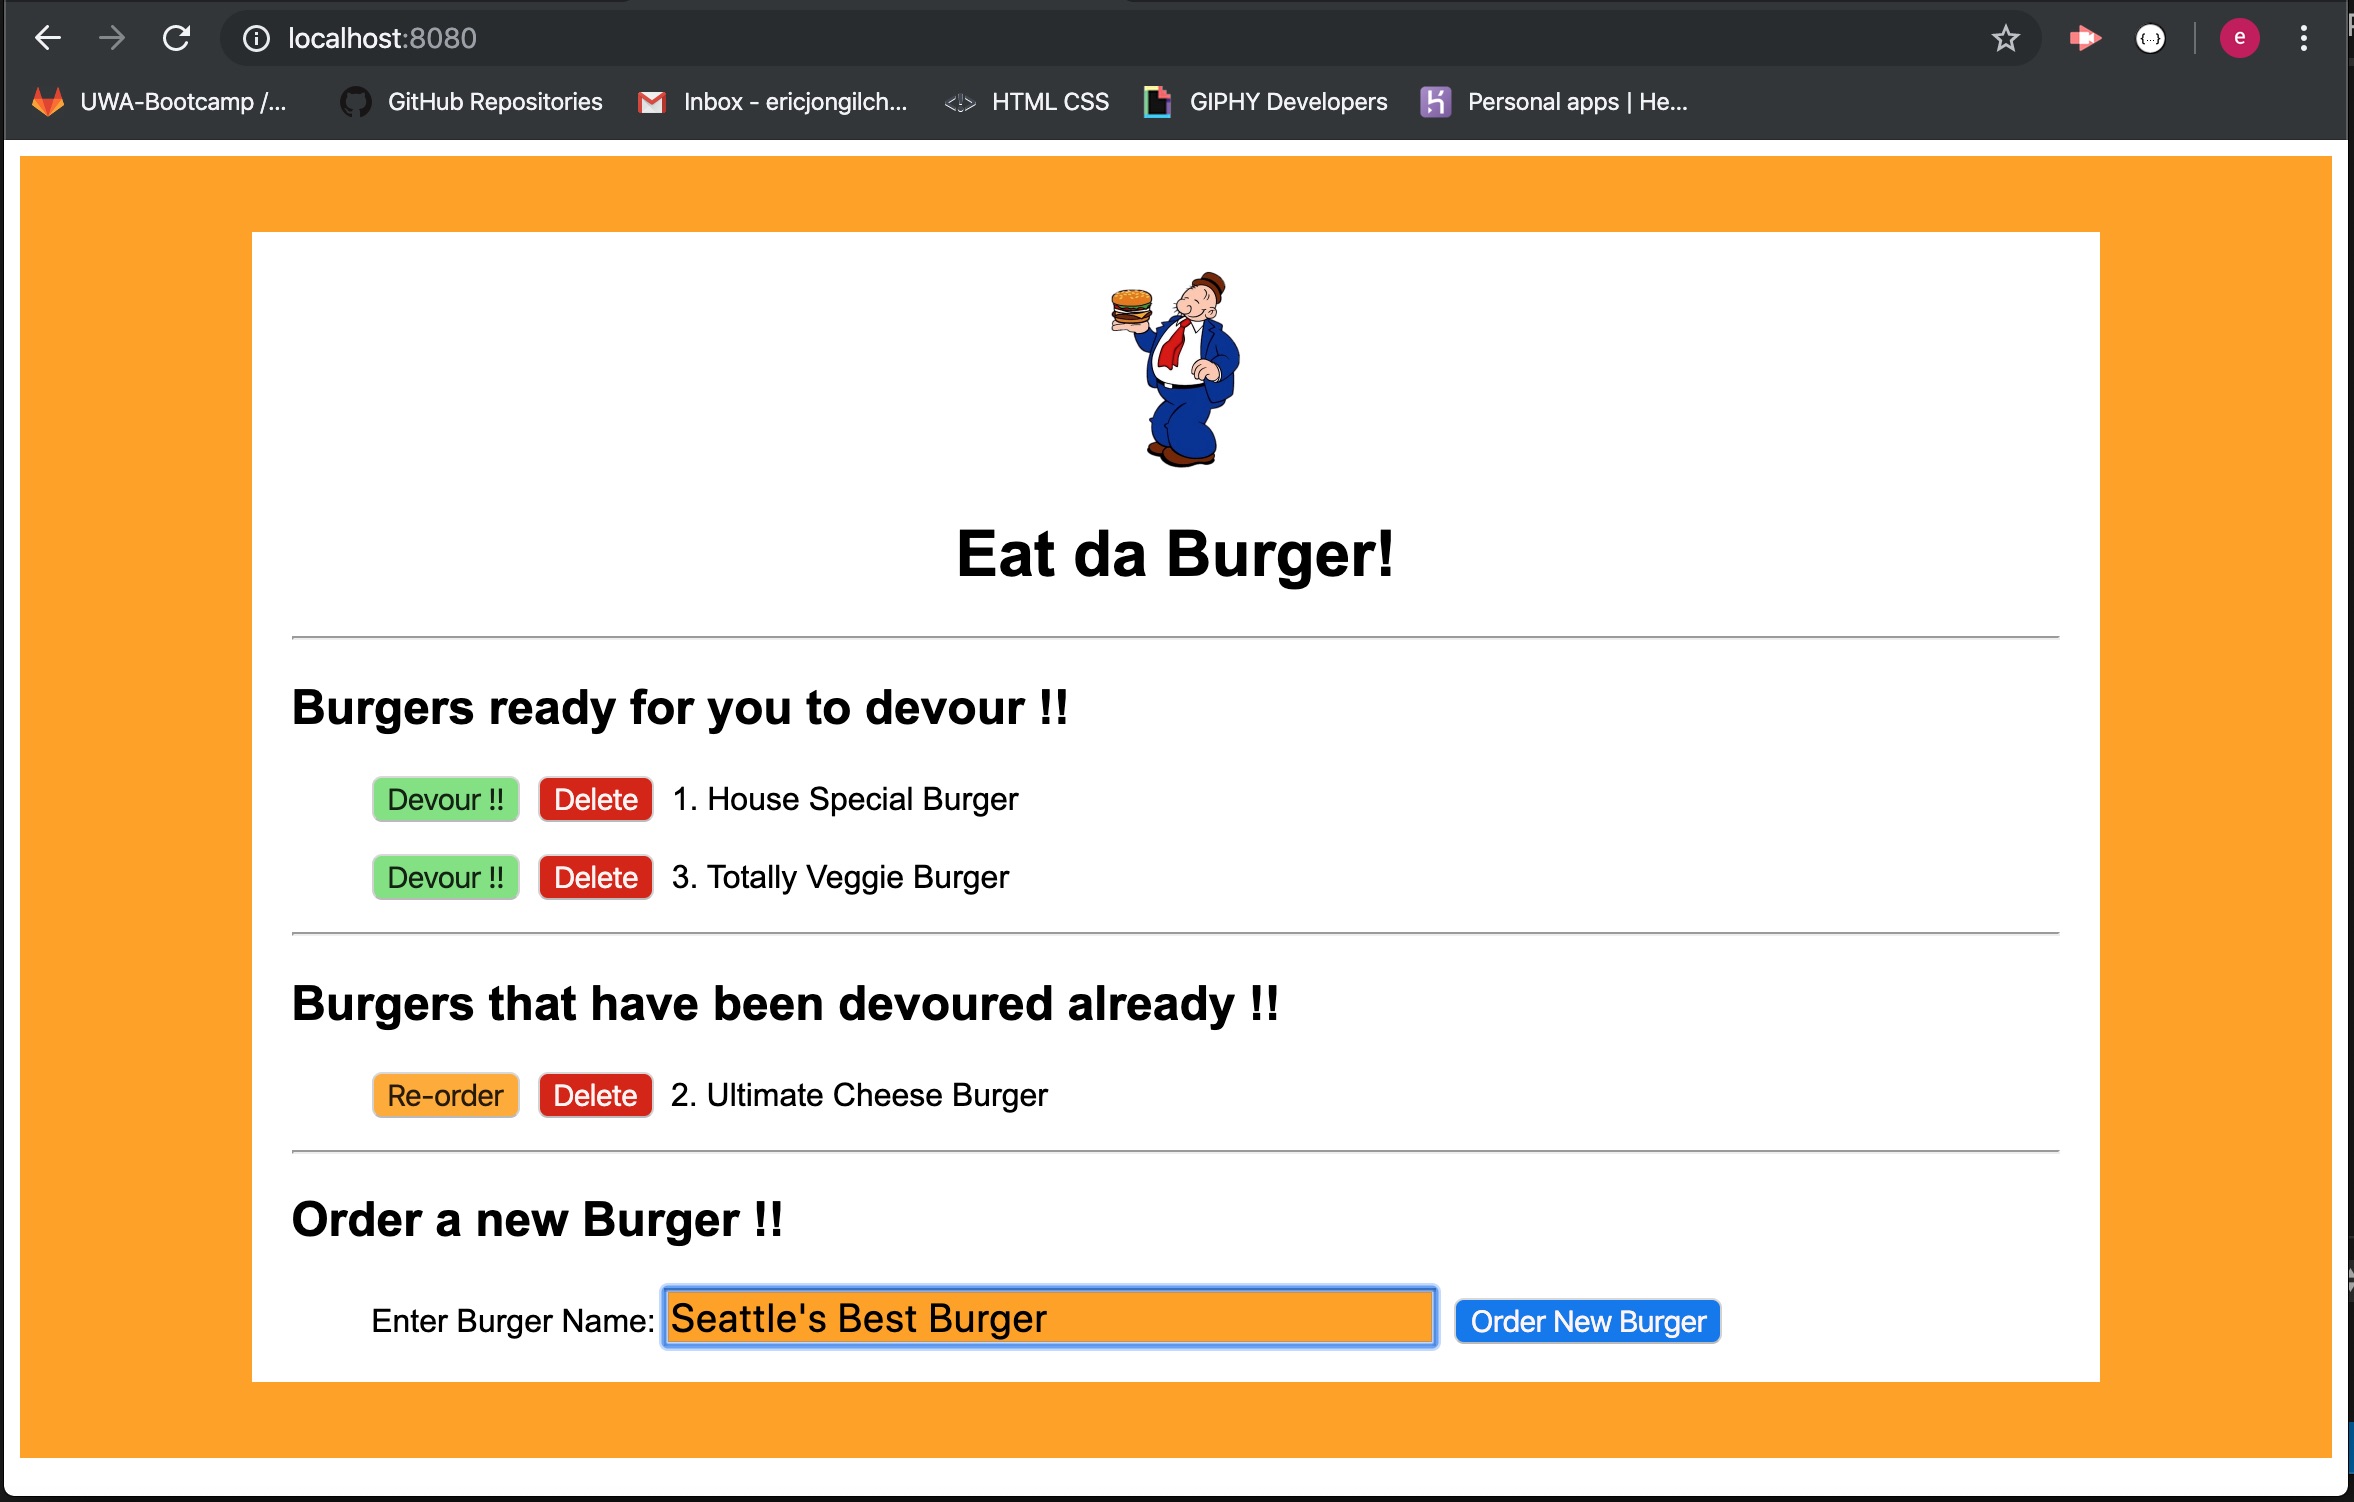 localhost:8080
e
UWA-Bootcamp /... GitHub Repositories Inbox - ericjongilch... HTML CSS GIPHY Developers Personal apps | He...
Eat da Burger!
Burgers ready for you to devour !!
Devour !! Delete 1. House Special Burger
Devour !! Delete 3. Totally Veggie Burger
Burgers that have been devoured already !!
Re-order Delete 2. Ultimate Cheese Burger
Order a new Burger !!
Enter Burger Name: Seattle's Best Burger Order New Burger